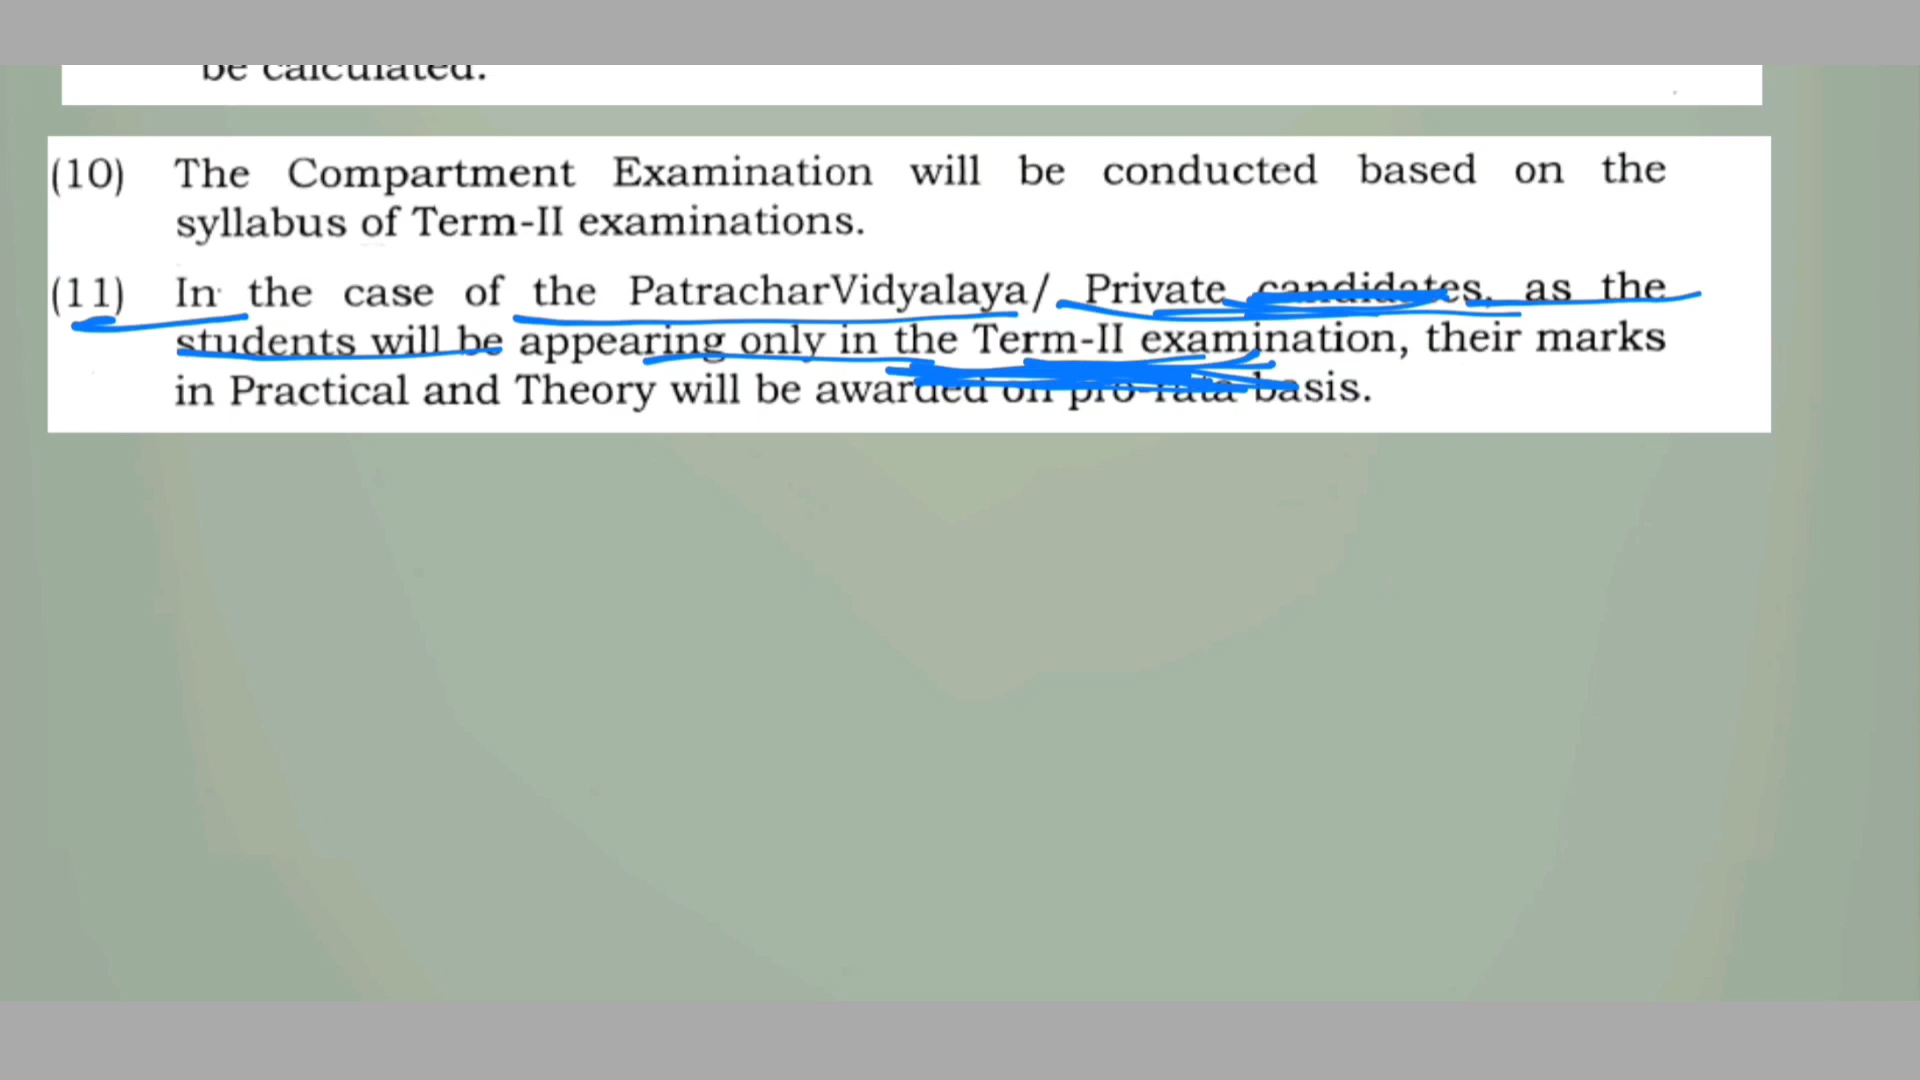 be calculated.
(10) The Compartment Examination will be conducted based on the
syllabus of Term-II examinations.
(11) In the case of the PatracharVidyalaya/ Private candidates, as the
students will be appearing only in the Term-II examination, their marks
in Practical and Theory will be awarded on pro-rata basis.